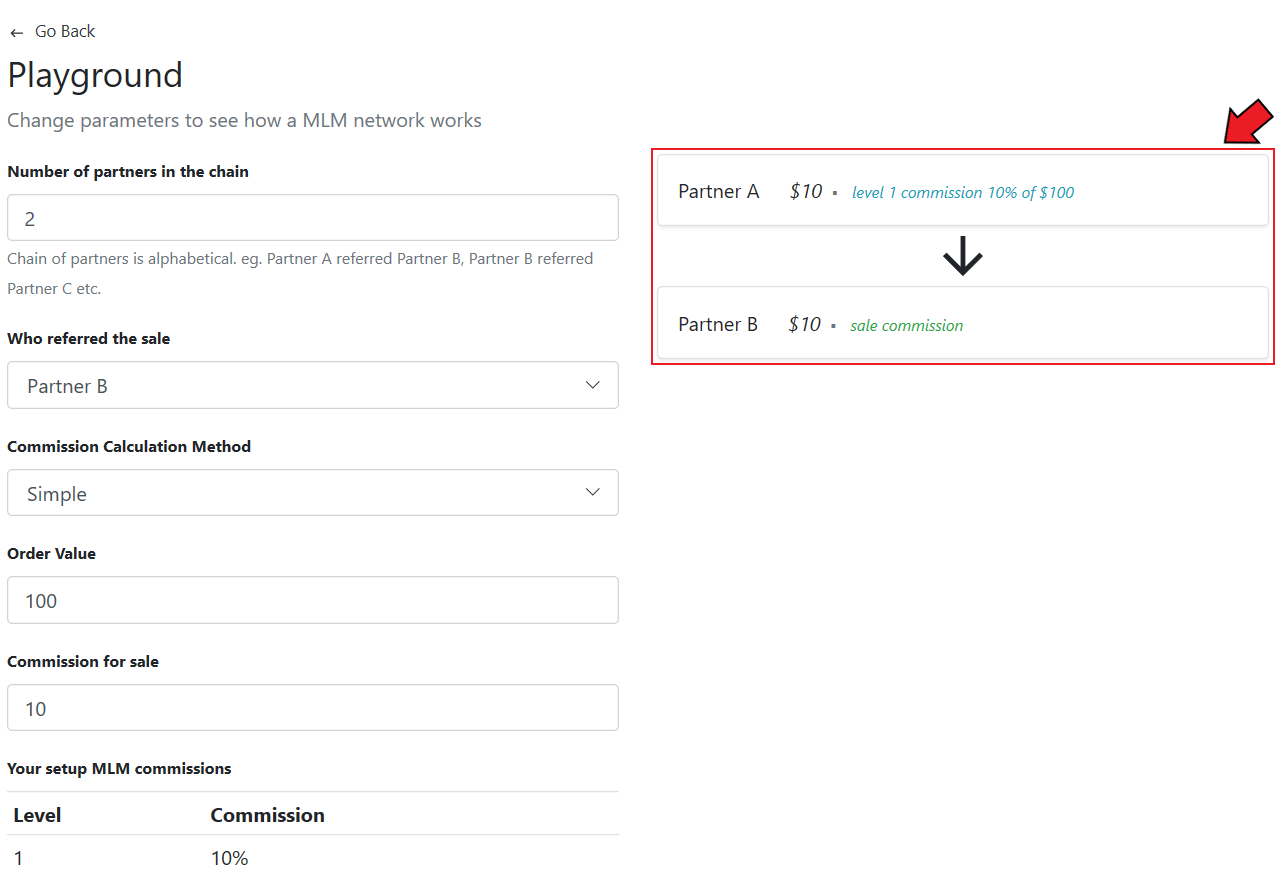 ← Go Back
Playground
Change parameters to see how a MLM network works
Number of partners in the chain
2
Chain of partners is alphabetical. eg. Partner A referred Partner B, Partner B referred
Partner C etc.
Who referred the sale
Partner B
Commission Calculation Method
Simple
Order Value
100
Commission for sale
10
Your setup MLM commissions
Level Commission
1 10%
Partner A $10 ▪ level 1 commission 10% of $100
Partner B $10 ▪ sale commission